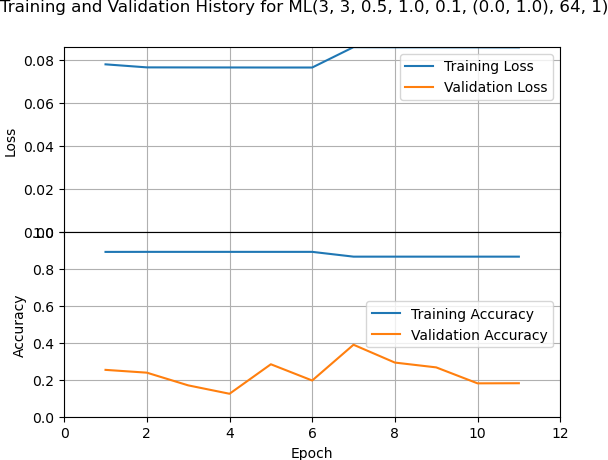 Training and Validation History for ML(3, 3, 0.5, 1.0, 0.1, (0.0, 1.0), 64, 1)
0.08
0.06
0.04
0.02
0.00
Loss
Training Loss
Validation Loss
1.0
0.8
0.6
0.4
0.2
0.0
Accuracy
Training Accuracy
Validation Accuracy
0 2 4 6 8 10 12
Epoch